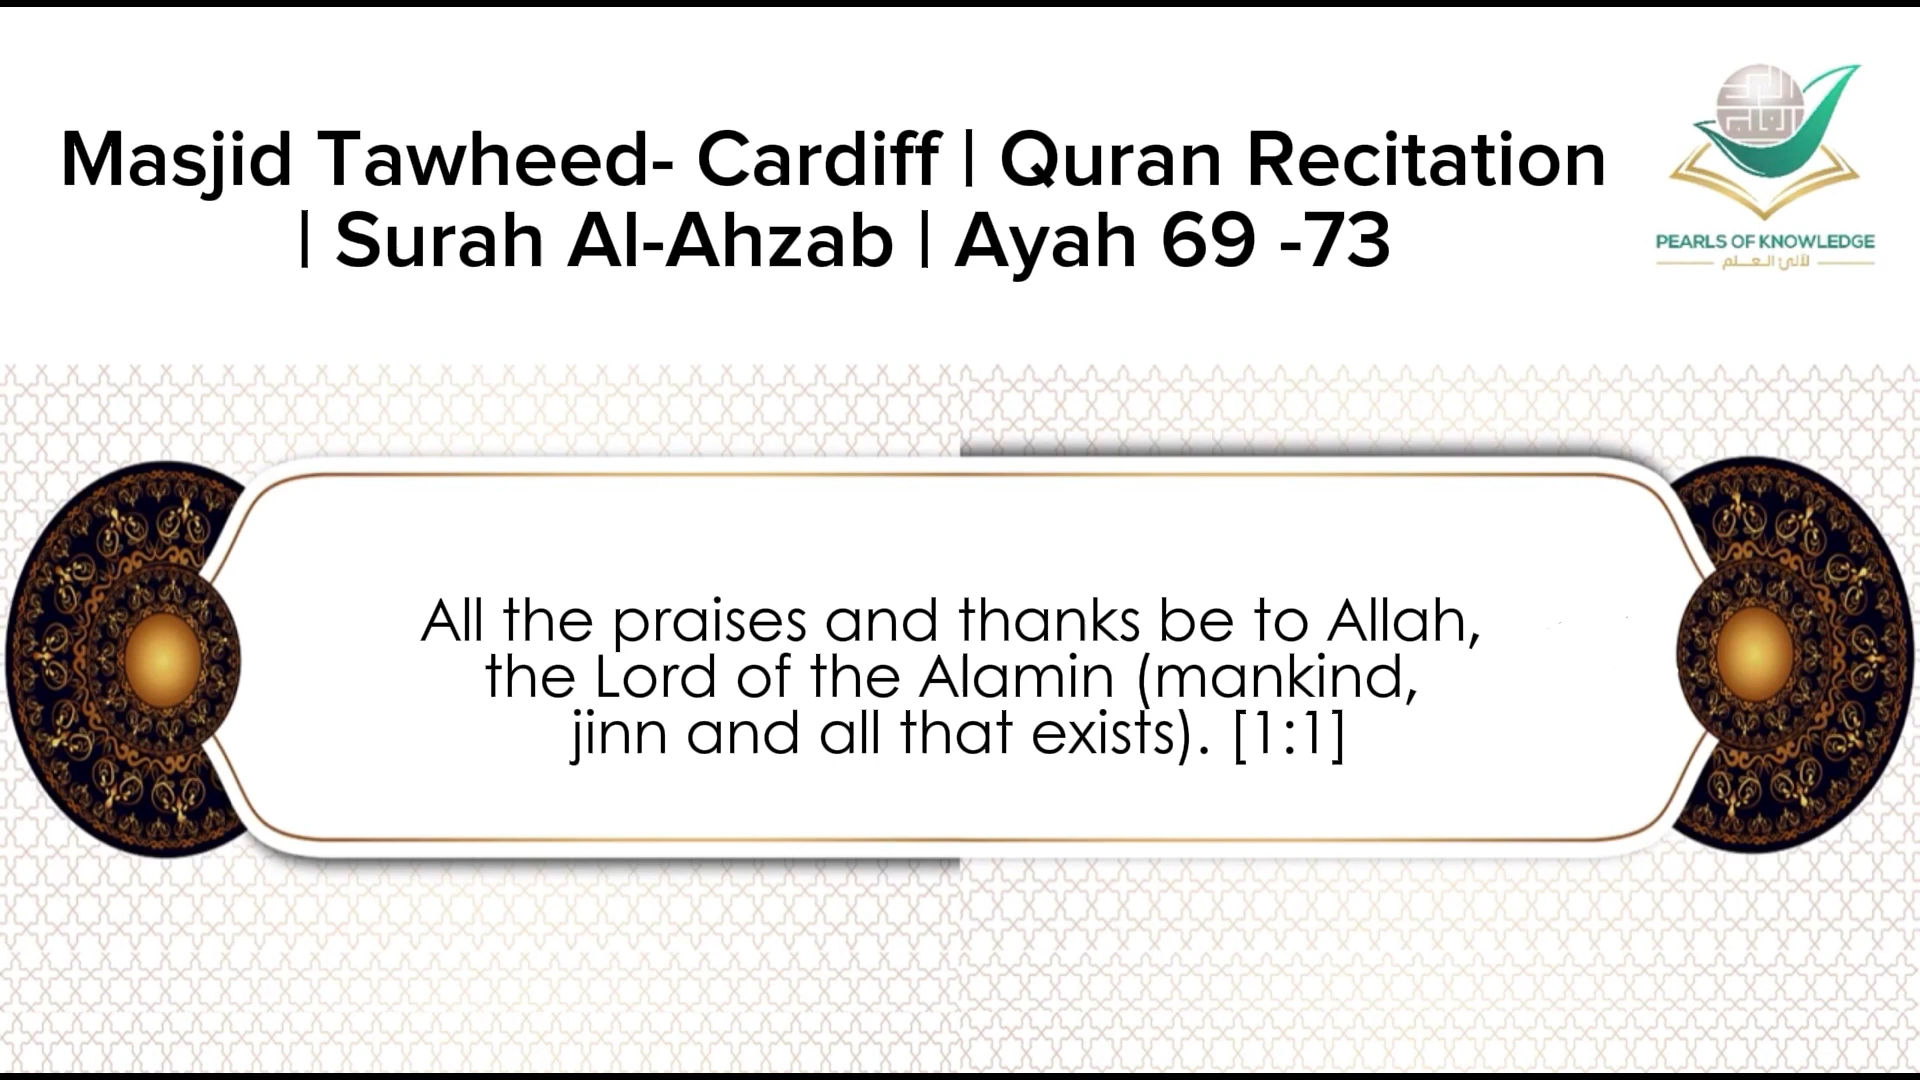 Masjid Tawheed- Cardiff | Quran Recitation
| Surah Al-Ahzab | Ayah 69 -73
PEARLS OF KNOWLEDGE
لآلئ العلم
All the praises and thanks be to Allah,
the Lord of the Alamin (mankind,
jinn and all that exists). [1:1]